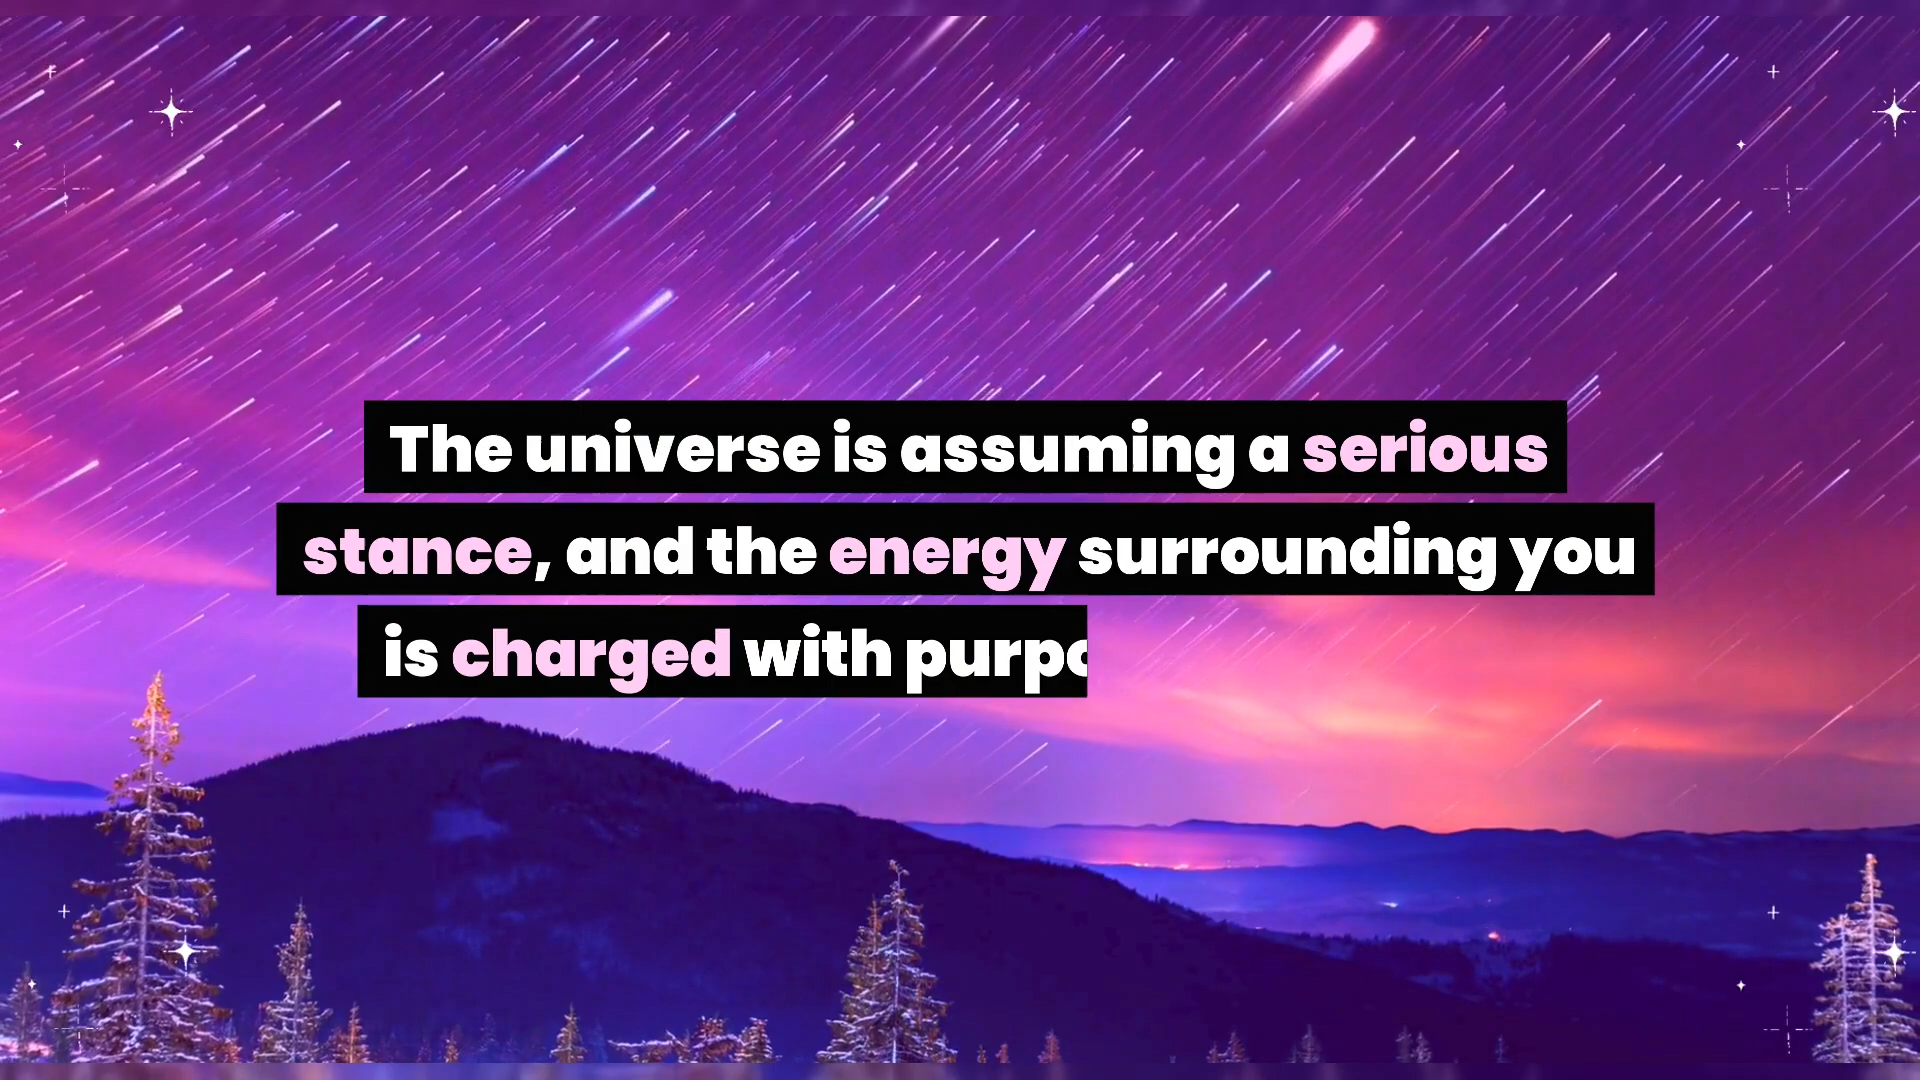 The universe is assuming a serious
stance, and the energy surrounding you
is charged with